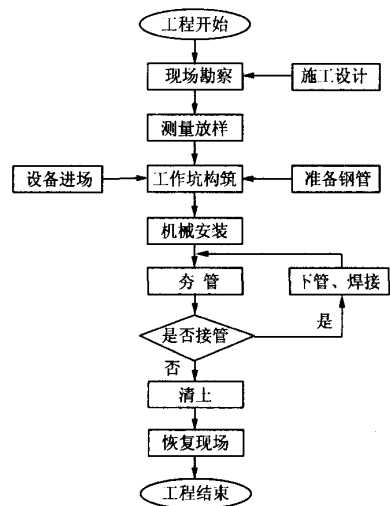 工程开始
现场勘察
施工设计
测量放样
设备进场
工作坑构筑
准备钢管
机械安装
夯 管
下管、焊接
是否接管
是
否
清上
恢复现场
工程结束